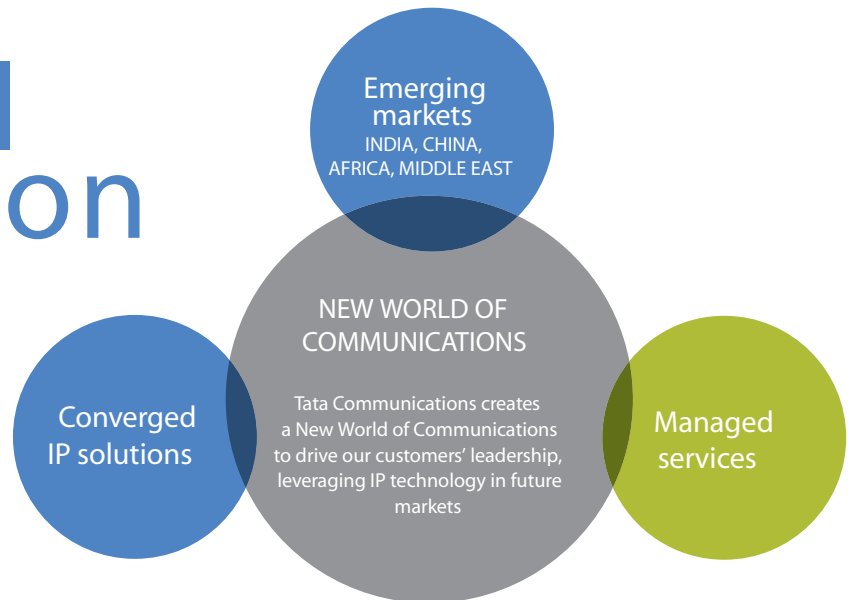 on
Emerging
markets
INDIA, CHINA,
AFRICA, MIDDLE EAST
NEW WORLD OF
COMMUNICATIONS
Tata Communications creates
a New World of Communications
to drive our customers’ leadership,
leveraging IP technology in future
markets
Converged
IP solutions
Managed
services